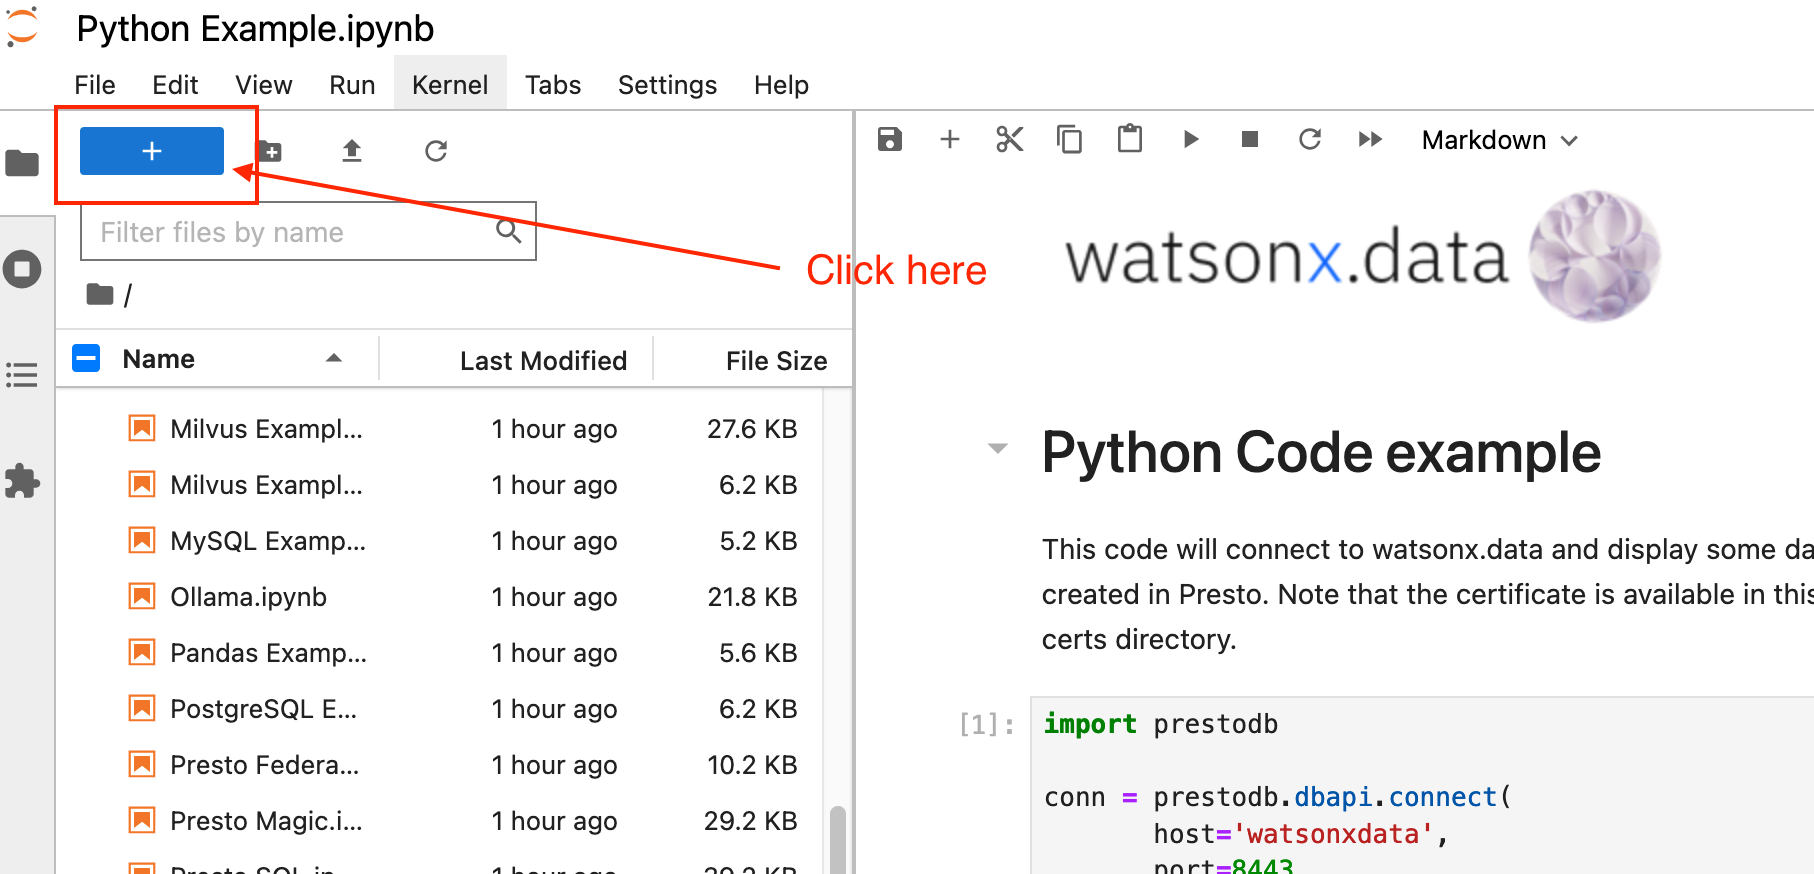 Python Example.ipynb
File Edit View Run Kernel Tabs Settings Help
+
Markdown
Filter files by name
Click here
watsonx.data
/
Name Last Modified File Size
Milvus Exampl... 1 hour ago 27.6 KB
Milvus Exampl... 1 hour ago 6.2 KB
MySQL Examp... 1 hour ago 5.2 KB
Ollama.ipynb 1 hour ago 21.8 KB
Pandas Examp... 1 hour ago 5.6 KB
PostgreSQL E... 1 hour ago 6.2 KB
Presto Federa... 1 hour ago 10.2 KB
Presto Magic.i... 1 hour ago 29.2 KB
Python Code example
This code will connect to watsonx.data and display some da
created in Presto. Note that the certificate is available in this
certs directory.
[1]: import prestodb
conn = prestodb.dbapi.connect(
host='watsonxdata',
port=8443